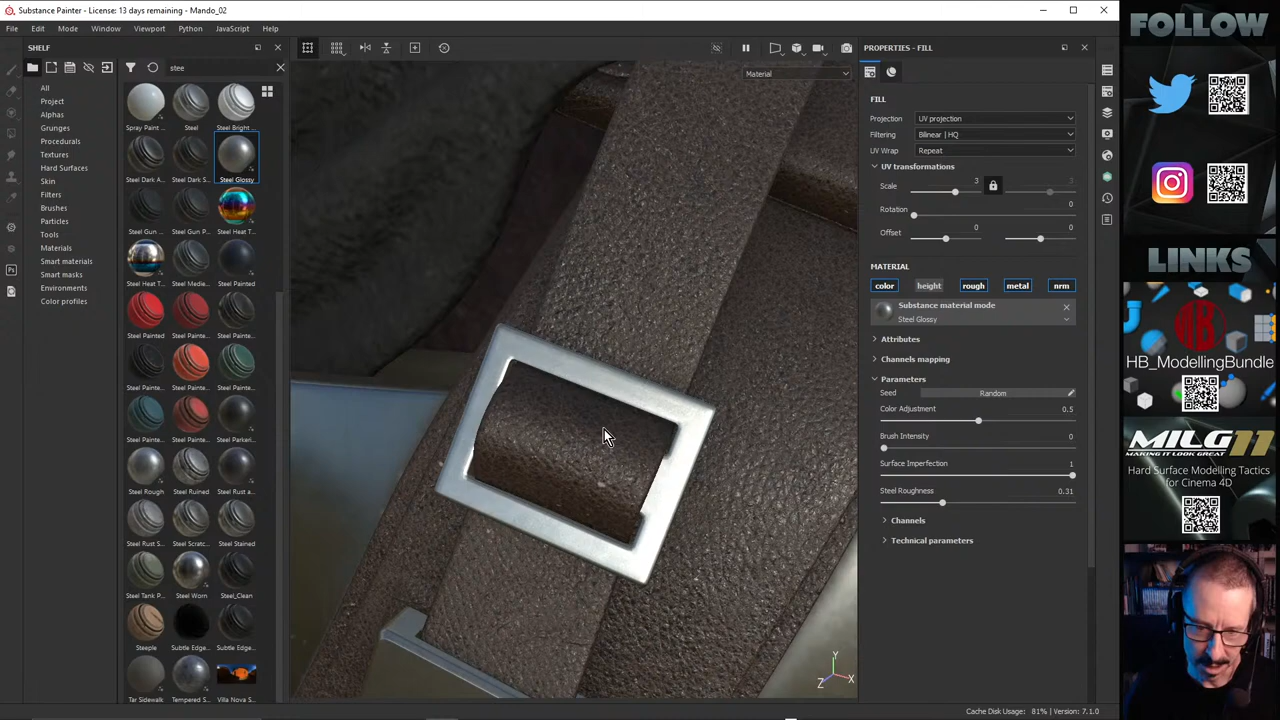 Substance Painter - License: 13 days remaining - Mando_02
File Edit Mode Window Viewport Python JavaScript Help
SHELF
stee
All
Project
Alphas
Grunges
Procedurals
Textures
Hard Surfaces
Skin
Filters
Brushes
Particles
Tools
Materials
Smart materials
Smart masks
Environments
Color profiles
Spray Paint ... Steel Steel Bright ...
Steel Dark A... Steel Dark S... Steel Glossy
Steel Gun ... Steel Gun P... Steel Heat T...
Steel Heat T... Steel Medie... Steel Painted
Steel Painted Steel Painte... Steel Painte...
Steel Painte... Steel Painte... Steel Painte...
Steel Painte... Steel Painte... Steel Parkeri...
Steel Rough Steel Ruined Steel Rust a...
Steel Rust S... Steel Scratc... Steel Stained
Steel Tank P... Steel Worn Steel_Clean
Steeple Subtle Edge... Subtle Edge...
Tar Sidewalk Tempered S... Villa Nova S...
Ps
Material
Y
Z X
PROPERTIES - FILL
FILL
Projection UV projection
Filtering Bilinear | HQ
UV Wrap Repeat
UV transformations
Scale 3 3
Rotation 0
Offset 0 0
MATERIAL
color height rough metal nrm
Substance material mode
Steel Glossy
Attributes
Channels mapping
Parameters
Seed Random
Color Adjustment 0.5
Brush Intensity 0
Surface Imperfection 1
Steel Roughness 0.31
Channels
Technical parameters
Cache Disk Usage: 81% | Version: 7.1.0
FOLLOW
LINKS
HB_ModellingBundle
MILG11
MAKING IT LOOK GREAT
Hard Surface Modelling Tactics
for Cinema 4D